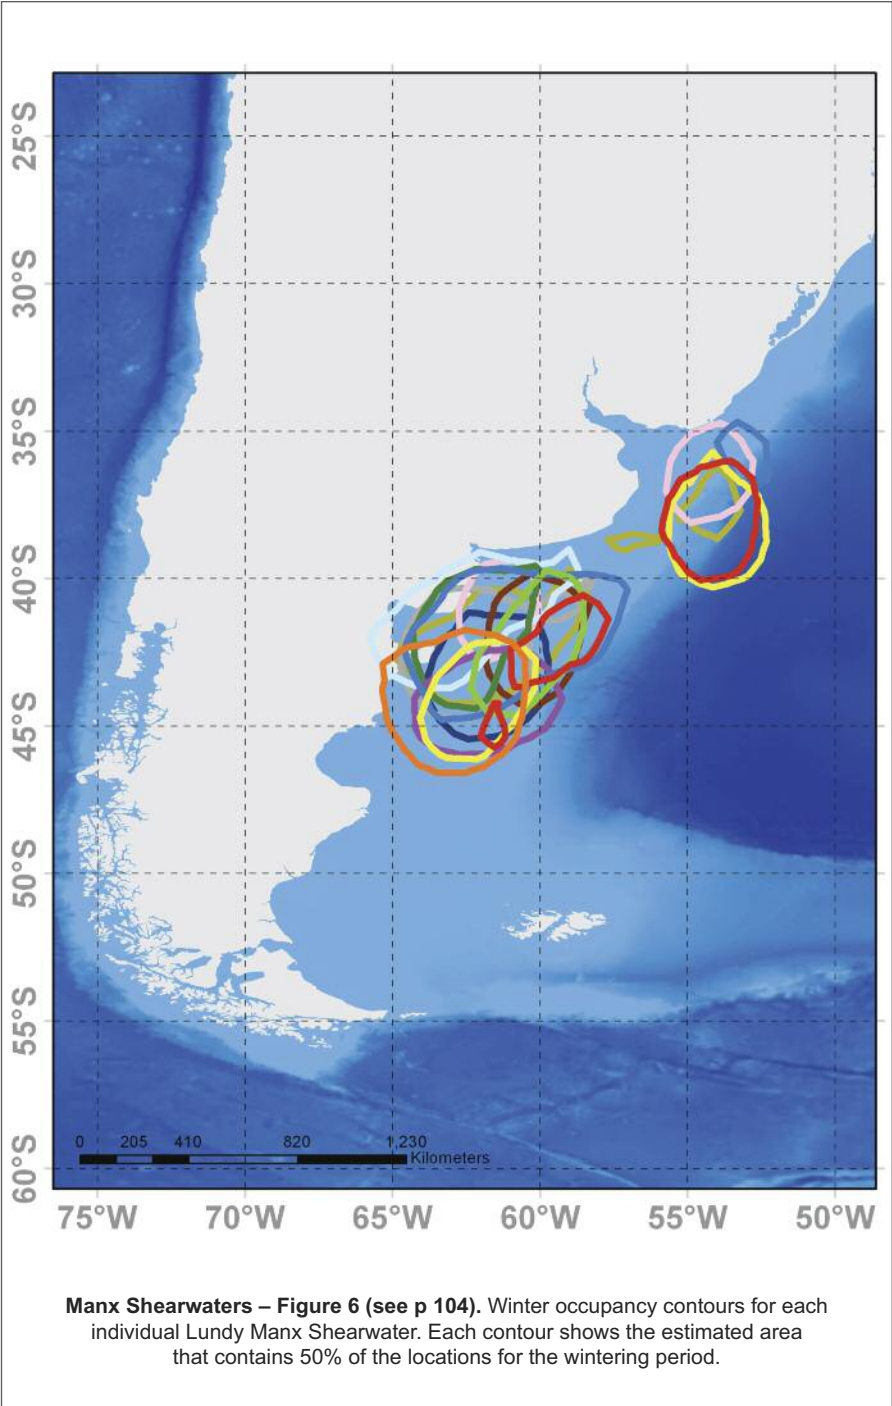 25°S
30°S
35°S
40°S
45°S
50°S
55°S
60°S
0 205 410 820 1,230
Kilometers
75°W 70°W 65°W 60°W 55°W 50°W
Manx Shearwaters – Figure 6 (see p 104). Winter occupancy contours for each
individual Lundy Manx Shearwater. Each contour shows the estimated area
that contains 50% of the locations for the wintering period.